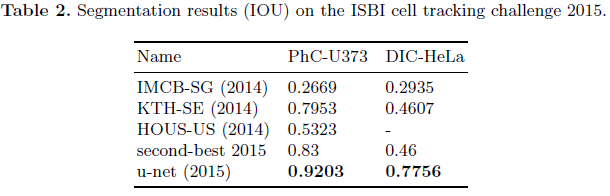 Table 2. Segmentation results (IOU) on the ISBI cell tracking challenge 2015.
Name PhC-U373 DIC-HeLa
IMCB-SG (2014) 0.2669 0.2935
KTH-SE (2014) 0.7953 0.4607
HOUS-US (2014) 0.5323 -
second-best 2015 0.83 0.46
u-net (2015) 0.9203 0.7756